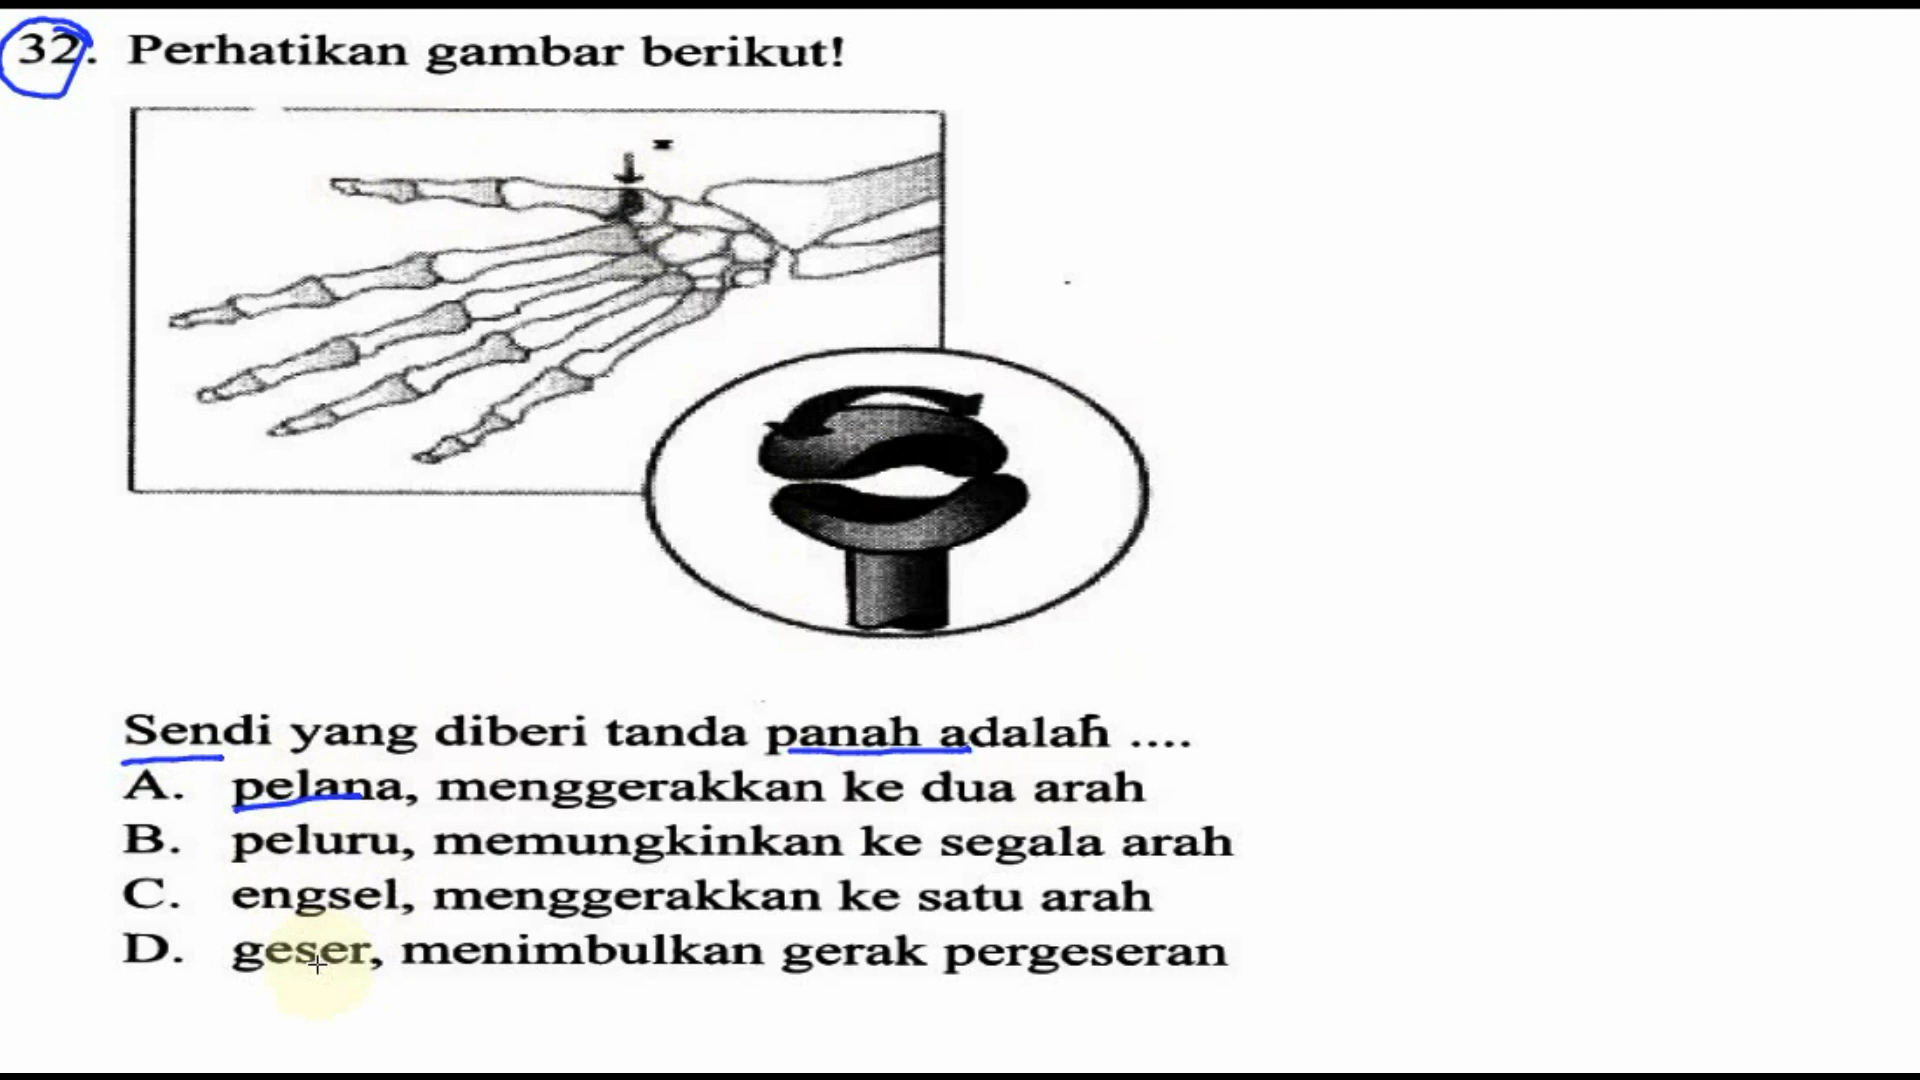 32. Perhatikan gambar berikut!
Sendi yang diberi tanda panah adalah ....
A. pelana, menggerakkan ke dua arah
B. peluru, memungkinkan ke segala arah
C. engsel, menggerakkan ke satu arah
D. geser, menimbulkan gerak pergeseran